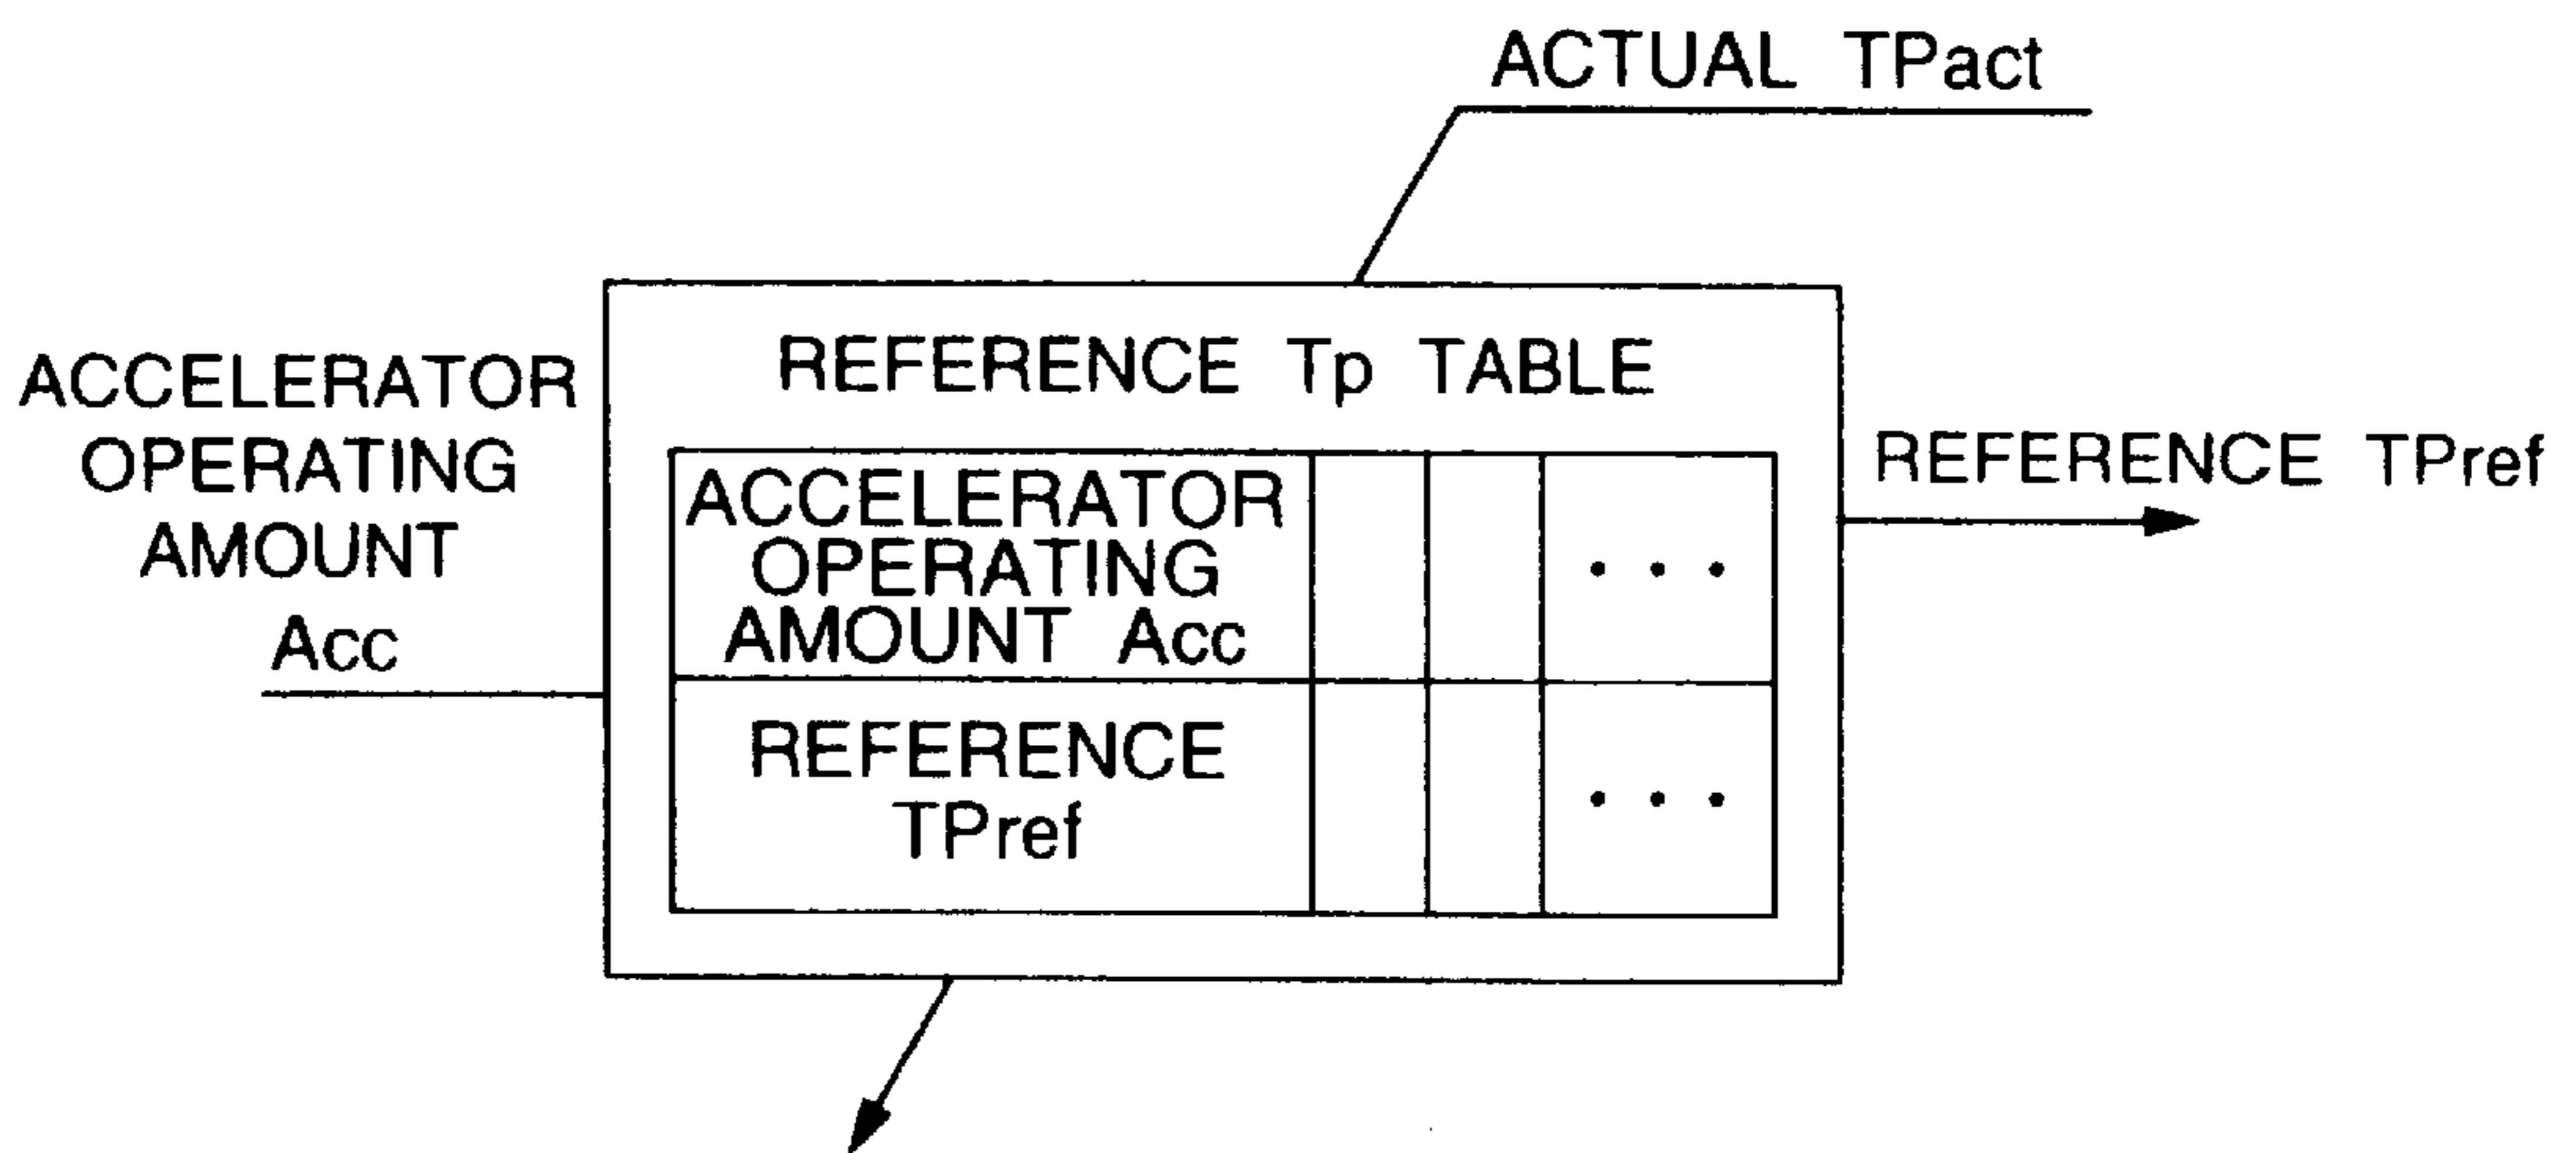 ACTUAL TPact
ACCELERATOR
OPERATING
AMOUNT
Acc
REFERENCE Tp TABLE
ACCELERATOR
OPERATING
AMOUNT Acc
. . .
REFERENCE
TPref
. . .
REFERENCE TPref